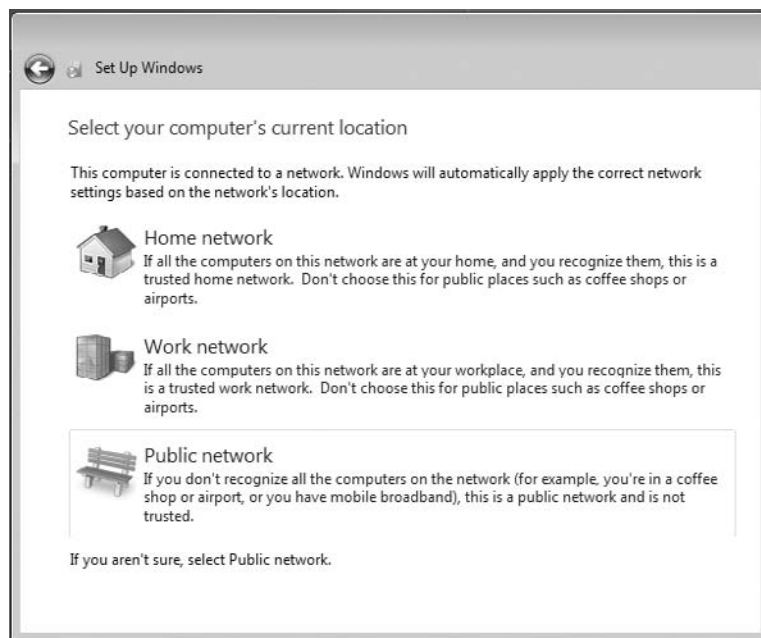 Set Up Windows
Select your computer's current location
This computer is connected to a network. Windows will automatically apply the correct network
settings based on the network's location.
Home network
If all the computers on this network are at your home, and you recognize them, this is a
trusted home network. Don't choose this for public places such as coffee shops or
airports.
Work network
If all the computers on this network are at your workplace, and you recognize them, this
is a trusted work network. Don't choose this for public places such as coffee shops or
airports.
Public network
If you don't recognize all the computers on the network (for example, you're in a coffee
shop or airport, or you have mobile broadband), this is a public network and is not
trusted.
If you aren't sure, select Public network.